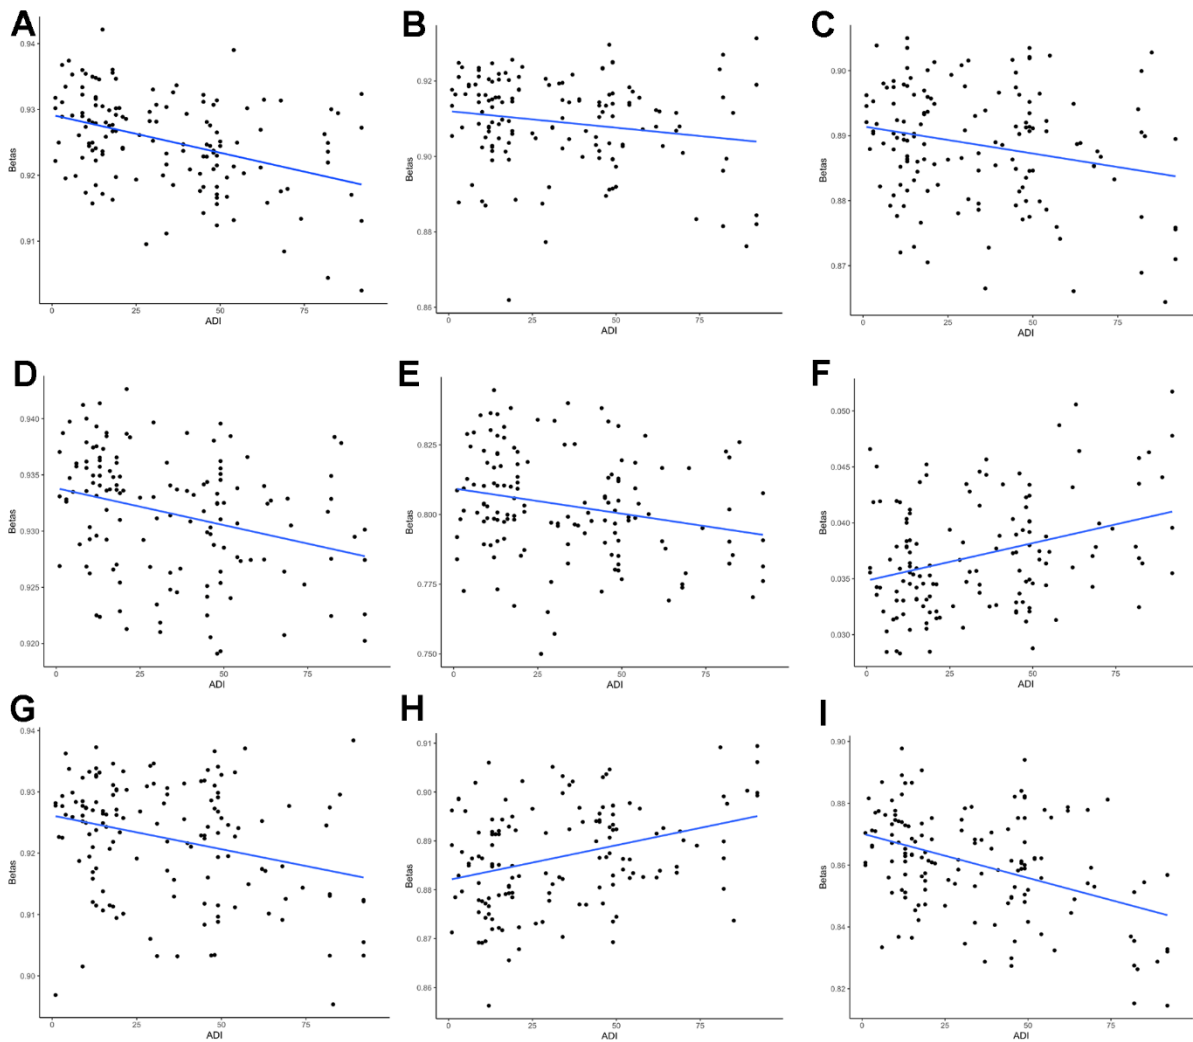 A
0.94
0.93
0.92
0.91
Betas
0
25
50
75
ADI
B
0.92
0.90
0.88
0.86
Betas
0
25
50
75
ADI
C
0.90
0.89
0.88
0.87
Betas
0
25
50
75
ADI
D
0.940
0.935
0.930
0.925
0.920
Betas
0
25
50
75
ADI
E
0.825
0.800
0.775
0.750
Betas
0
25
50
75
ADI
F
0.050
0.045
0.040
0.035
0.030
Betas
0
25
50
75
ADI
G
0.94
0.93
0.92
0.91
0.90
Betas
0
25
50
75
ADI
H
0.91
0.90
0.89
0.88
0.87
0.86
Betas
0
25
50
75
ADI
I
0.90
0.88
0.86
0.84
0.82
Betas
0
25
50
75
ADI